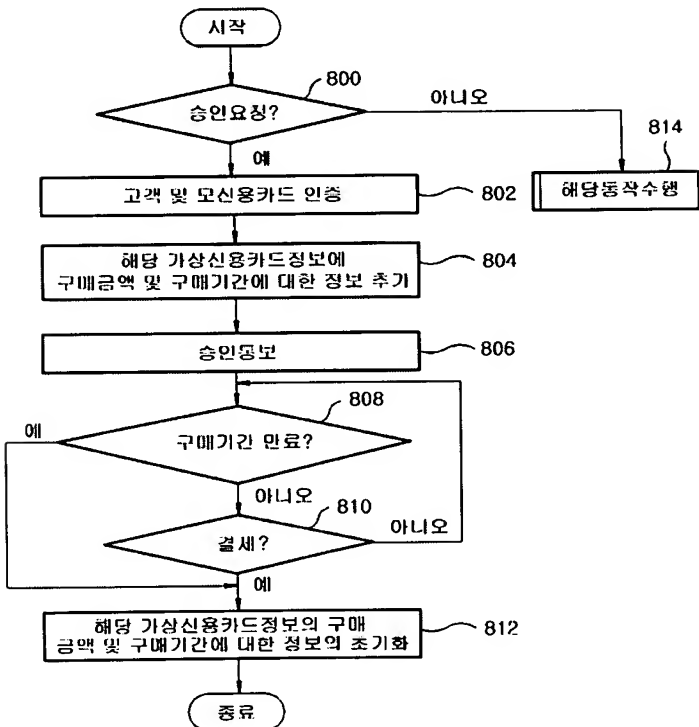 시작
800
승인요청?
아니오
814
예
해당동작수행
고객 및 모신용카드 인증
802
해당 가상신용카드정보에
구매금액 및 구매기간에 대한 정보 추가
804
승인통보
806
808
예
구매기간 만료?
아니오
810
아니오
결제?
예
해당 가상신용카드정보의 구매
금액 및 구매기간에 대한 정보의 초기화
812
종료